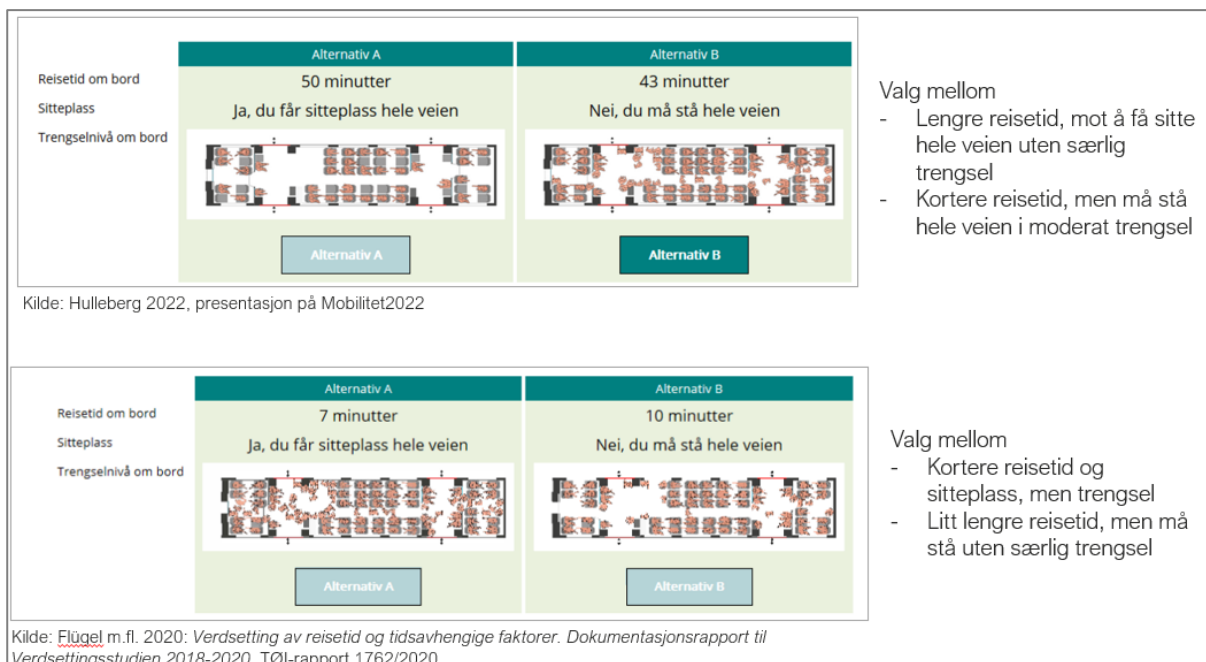 Alternativ A
Alternativ B
Reisetid om bord
50 minutter
43 minutter
Sitteplass
Ja, du får sitteplass hele veien
Nei, du må stå hele veien
Trengselnivå om bord
Alternativ A
Alternativ B
Kilde: Hulleberg 2022, presentasjon på Mobilitet2022
Valg mellom
- Lengre reisetid, mot å få sitte
hele veien uten særlig
trengsel
- Kortere reisetid, men må stå
hele veien i moderat trengsel
Alternativ A
Alternativ B
Reisetid om bord
7 minutter
10 minutter
Sitteplass
Ja, du får sitteplass hele veien
Nei, du må stå hele veien
Trengselnivå om bord
Alternativ A
Alternativ B
Valg mellom
- Kortere reisetid og
sitteplass, men trengsel
- Litt lengre reisetid, men må
stå uten særlig trengsel
Kilde: Flügel m.fl. 2020: Verdsetting av reisetid og tidsavhengige faktorer. Dokumentasjonsrapport til
Verdsettingsstudien 2018-2020. TØI-rapport 1762/2020